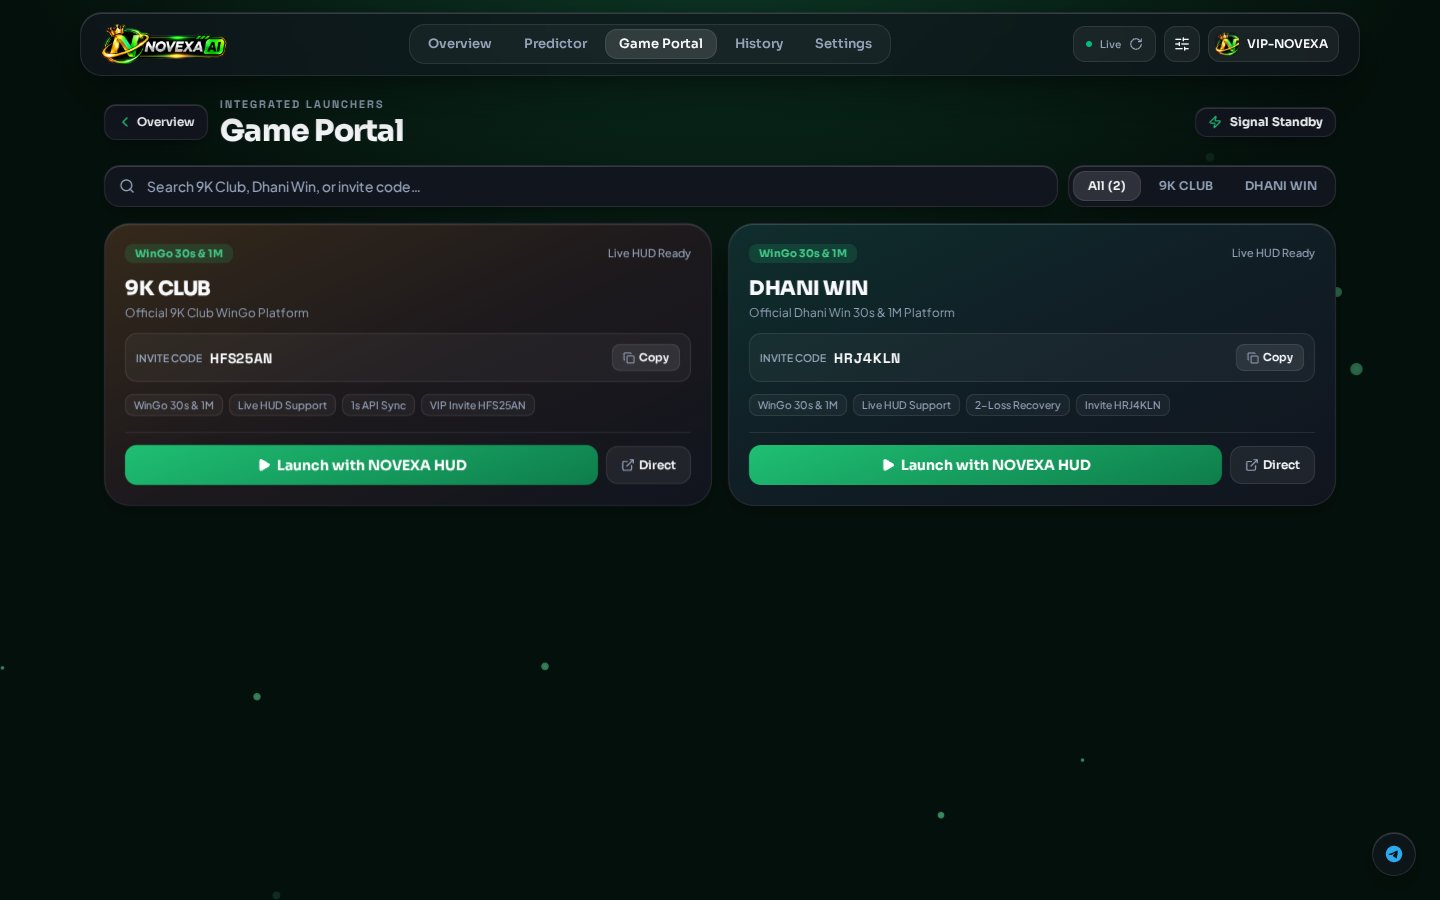 NOVEXA AI
Overview
Predictor
Game Portal
History
Settings
Live
VIP-NOVEXA
Overview
INTEGRATED LAUNCHERS
Game Portal
Signal Standby
Search 9K Club, Dhani Win, or invite code...
All (2)
9K CLUB
DHANI WIN
WinGo 30s & 1M
Live HUD Ready
9K CLUB
Official 9K Club WinGo Platform
INVITE CODE HFS25AN
Copy
WinGo 30s & 1M
Live HUD Support
1s API Sync
VIP Invite HFS25AN
Launch with NOVEXA HUD
Direct
WinGo 30s & 1M
Live HUD Ready
DHANI WIN
Official Dhani Win 30s & 1M Platform
INVITE CODE HRJ4KLN
Copy
WinGo 30s & 1M
Live HUD Support
2-Loss Recovery
Invite HRJ4KLN
Launch with NOVEXA HUD
Direct